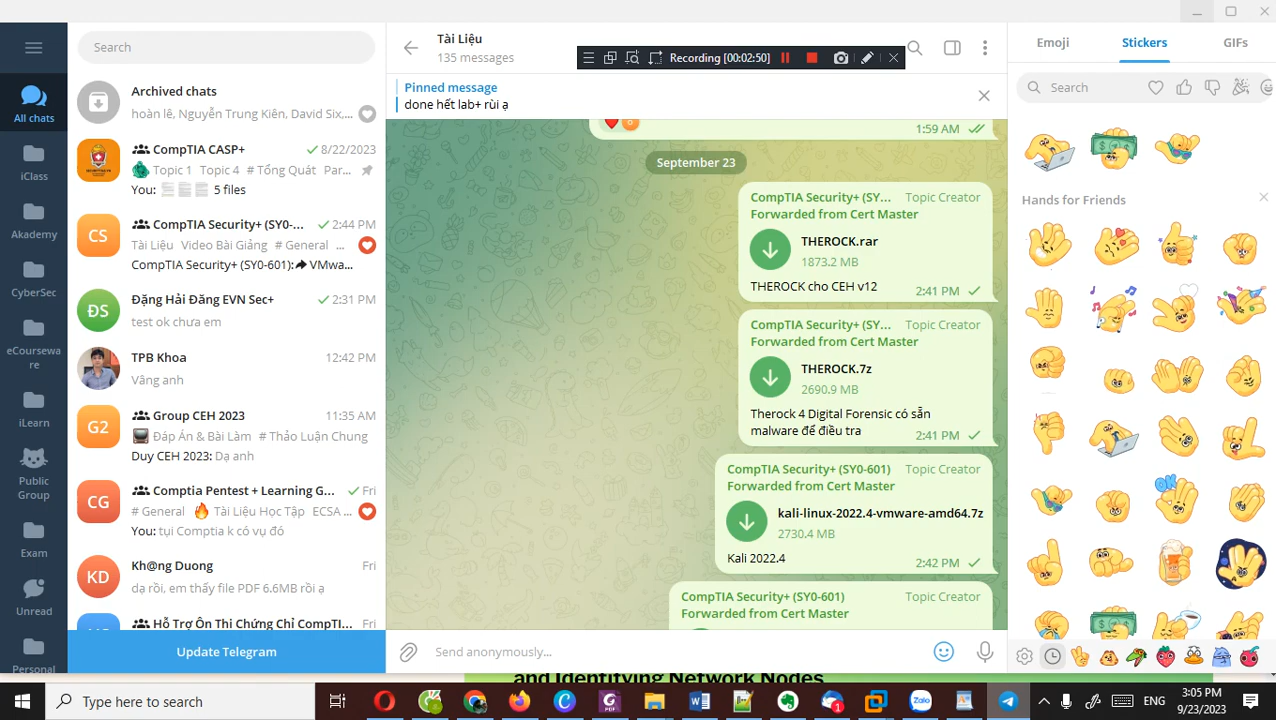 All chats
iClass
Akademy
CyberSec
eCoursewa
re
iLearn
Public
Group
Exam
Unread
Personal
Search
Archived chats
hoàn lê, Nguyễn Trung Kiên, David Six,...
CompTIA CASP+
8/22/2023
Topic 1 Topic 4 # Tổng Quát Par...
You: 5 files
CS
CompTIA Security+ (SY0-...
2:44 PM
Tài Liệu Video Bài Giảng # General ...
CompTIA Security+ (SY0-601): VMwa...
ĐS
Đặng Hải Đăng EVN Sec+
2:31 PM
test ok chưa em
TPB Khoa
12:42 PM
Vâng anh
G2
Group CEH 2023
11:35 AM
Đáp Án & Bài Làm # Thảo Luận Chung
Duy CEH 2023: Dạ anh
CG
Comptia Pentest + Learning G...
Fri
# General Tài Liệu Học Tập ECSA ...
You: tụi Comptia k có vụ đó
KD
Kh@ng Duong
Fri
dạ rồi, em thấy file PDF 6.6MB rồi ạ
Hỗ Trợ Ôn Thi Chứng Chỉ CompTI...
Fri
Update Telegram
Tài Liệu
135 messages
Recording [00:02:50]
Pinned message
done hết lab+ rùi ạ
1:59 AM
September 23
CompTIA Security+ (SY... Topic Creator
Forwarded from Cert Master
THEROCK.rar
1873.2 MB
THEROCK cho CEH v12
2:41 PM
CompTIA Security+ (SY... Topic Creator
Forwarded from Cert Master
THEROCK.7z
2690.9 MB
Therock 4 Digital Forensic có sẵn
malware để điều tra
2:41 PM
CompTIA Security+ (SY0-601) Topic Creator
Forwarded from Cert Master
kali-linux-2022.4-vmware-amd64.7z
2730.4 MB
Kali 2022.4
2:42 PM
CompTIA Security+ (SY0-601) Topic Creator
Forwarded from Cert Master
Send anonymously...
Emoji
Stickers
GIFs
Search
Hands for Friends
OK
and Identifying Network Nodes
Type here to search
ENG
3:05 PM
9/23/2023